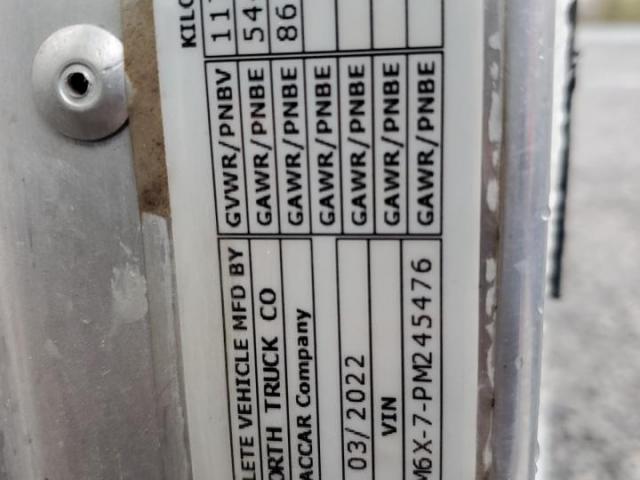 LETE VEHICLE MFD BY GVWR/PNBV 11
ORTH TRUCK CO GAWR/PNBE 54
ACCAR Company GAWR/PNBE 86
GAWR/PNBE
03/2022 GAWR/PNBE
VIN GAWR/PNBE
M6X-7-PM245476 GAWR/PNBE
KILO